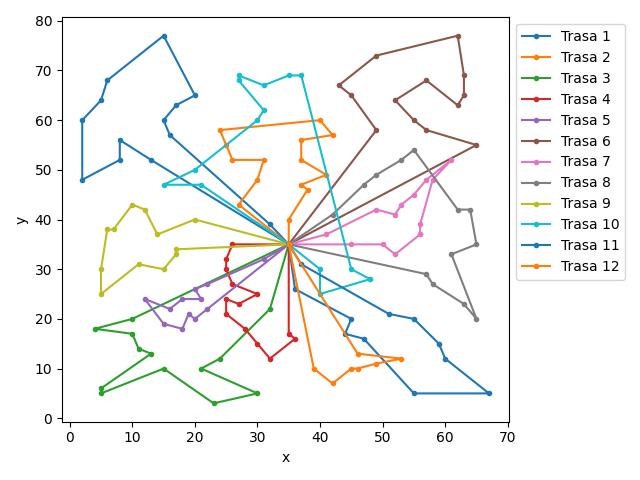 80
70
60
50
40
30
20
10
0
y
0 10 20 30 40 50 60 70
x
Trasa 1
Trasa 2
Trasa 3
Trasa 4
Trasa 5
Trasa 6
Trasa 7
Trasa 8
Trasa 9
Trasa 10
Trasa 11
Trasa 12